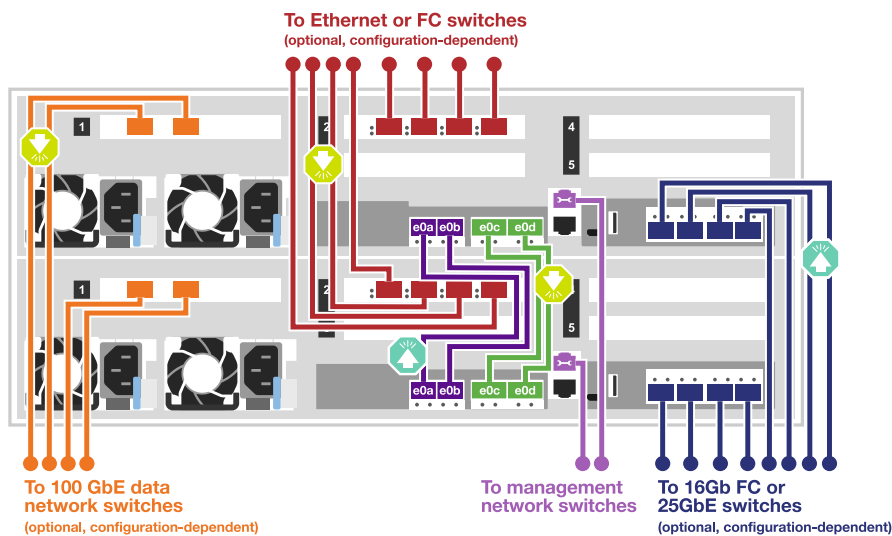 To Ethernet or FC switches
(optional, configuration-dependent)
1
2
4
5
e0a e0b
e0c e0d
1
2
5
e0a e0b
e0c e0d
To 100 GbE data
network switches
(optional, configuration-dependent)
To management
network switches
To 16Gb FC or
25GbE switches
(optional, configuration-dependent)